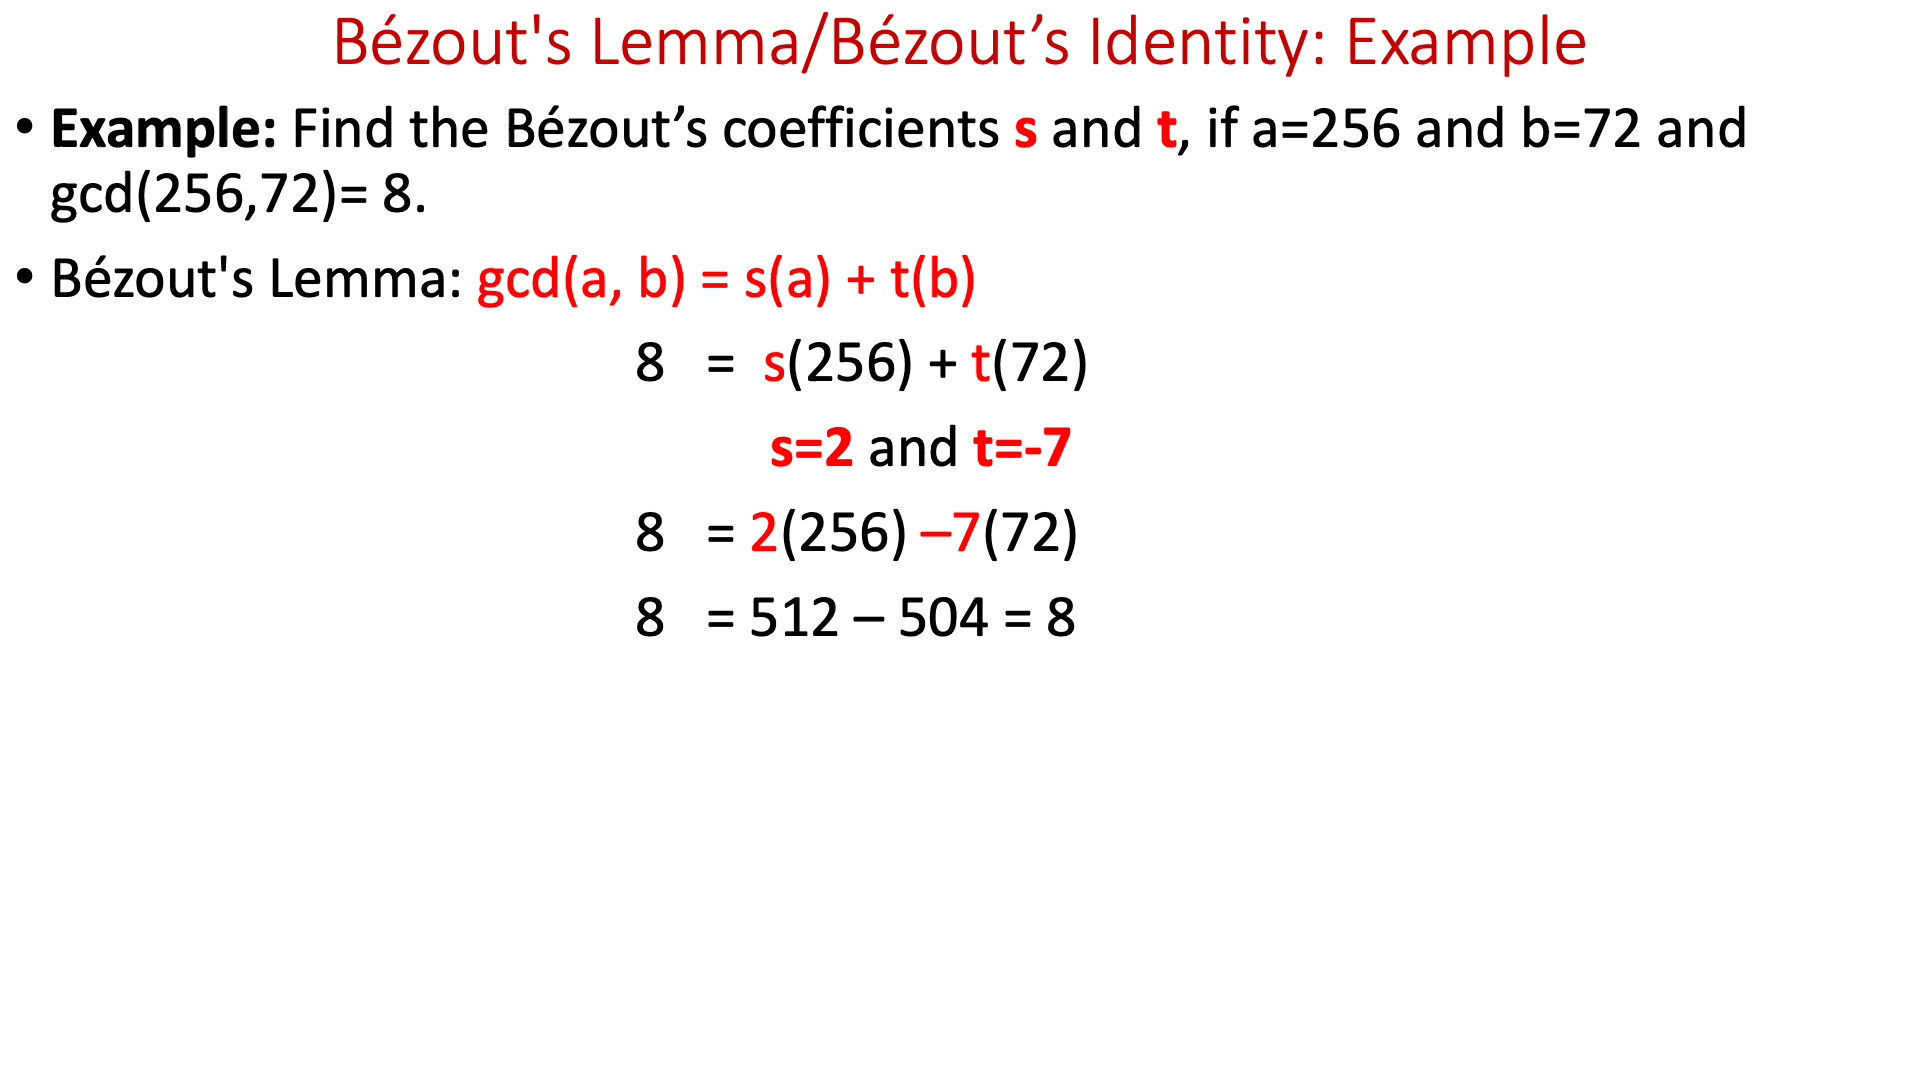 Bézout's Lemma/Bézout’s Identity: Example
• Example: Find the Bézout’s coefficients s and t, if a=256 and b=72 and
gcd(256,72)= 8.
• Bézout's Lemma: gcd(a, b) = s(a) + t(b)
8 = s(256) + t(72)
s=2 and t=-7
8 = 2(256) –7(72)
8 = 512 – 504 = 8